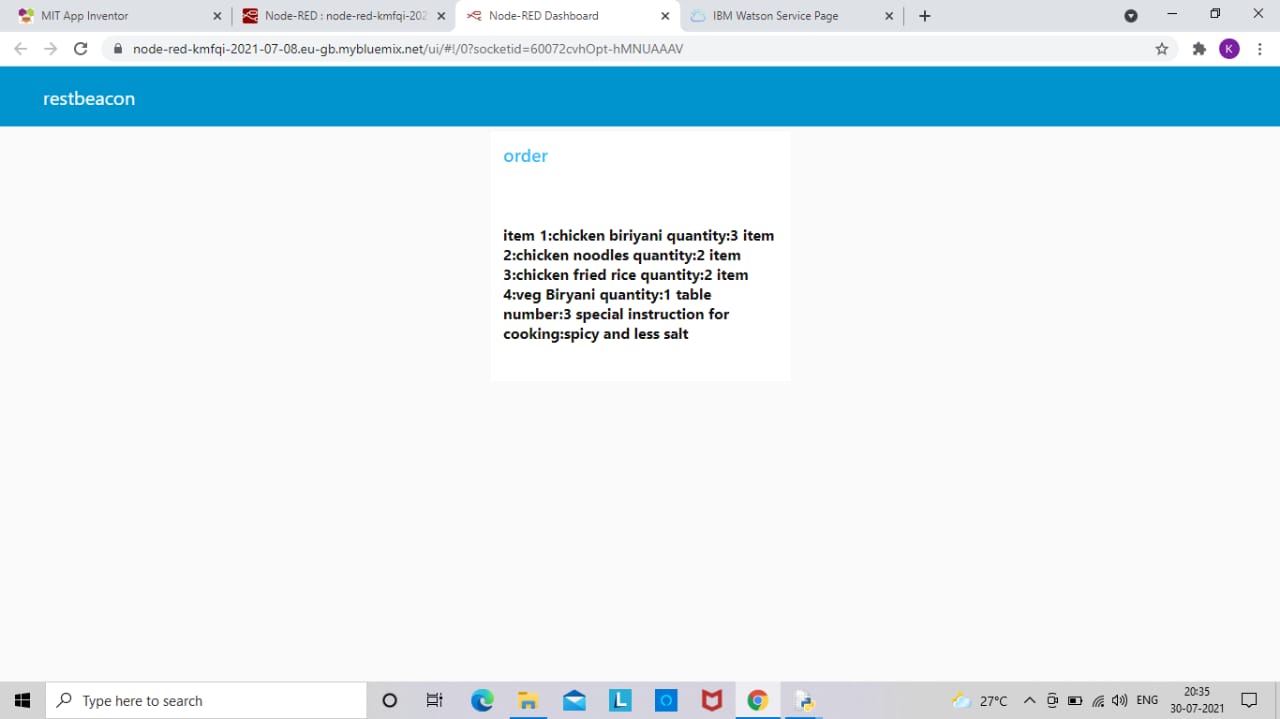 MIT App Inventor
Node-RED : node-red-kmfqi-202
Node-RED Dashboard
IBM Watson Service Page
node-red-kmfqi-2021-07-08.eu-gb.mybluemix.net/ui/#!/0?socketid=60072cvhOpt-hMNUAAAV
K
restbeacon
order
item 1:chicken biriyani quantity:3 item
2:chicken noodles quantity:2 item
3:chicken fried rice quantity:2 item
4:veg Biryani quantity:1 table
number:3 special instruction for
cooking:spicy and less salt
Type here to search
L
27°C
ENG
20:35
30-07-2021